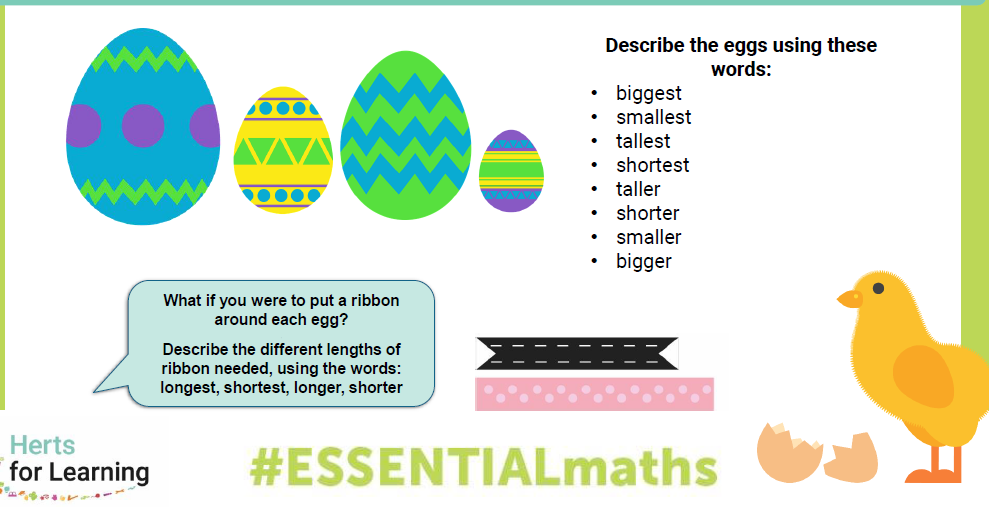 Describe the eggs using these
words:
• biggest
• smallest
• tallest
• shortest
• taller
• shorter
• smaller
• bigger
What if you were to put a ribbon
around each egg?
Describe the different lengths of
ribbon needed, using the words:
longest, shortest, longer, shorter
Herts
for Learning
#ESSENTIALmaths